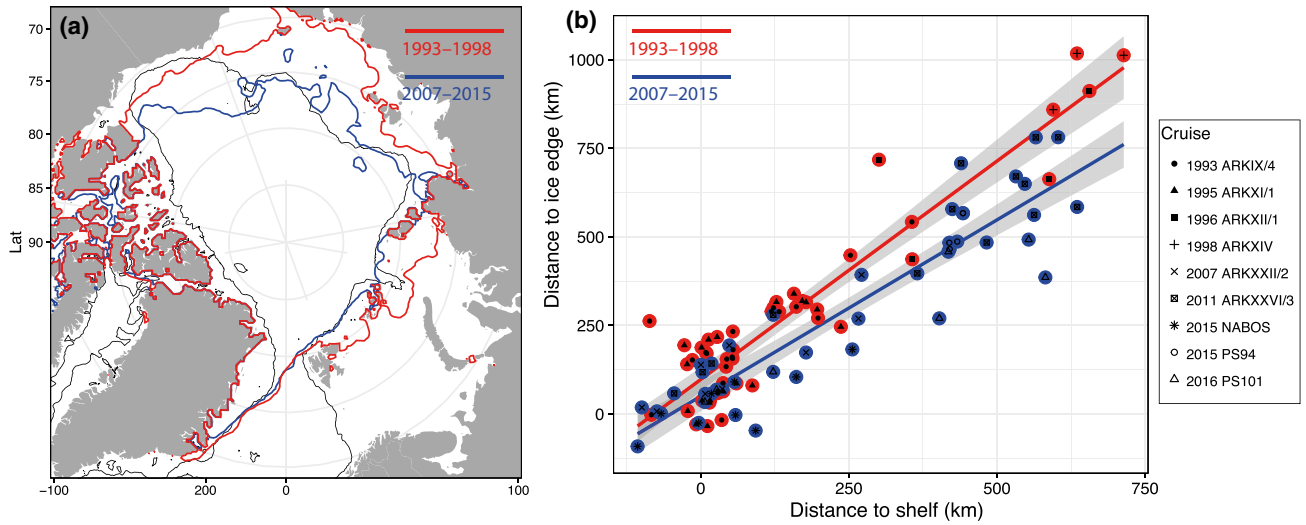 (a)
1993–1998
2007–2015
Lat
70
75
80
85
90
−100
200
0
100
(b)
1993–1998
2007–2015
Distance to ice edge (km)
1000
750
500
250
0
0
250
500
750
Distance to shelf (km)
Cruise
1993 ARKIX/4
1995 ARKXI/1
1996 ARKXII/1
1998 ARKXIV
2007 ARKXXII/2
2011 ARKXXVI/3
2015 NABOS
2015 PS94
2016 PS101